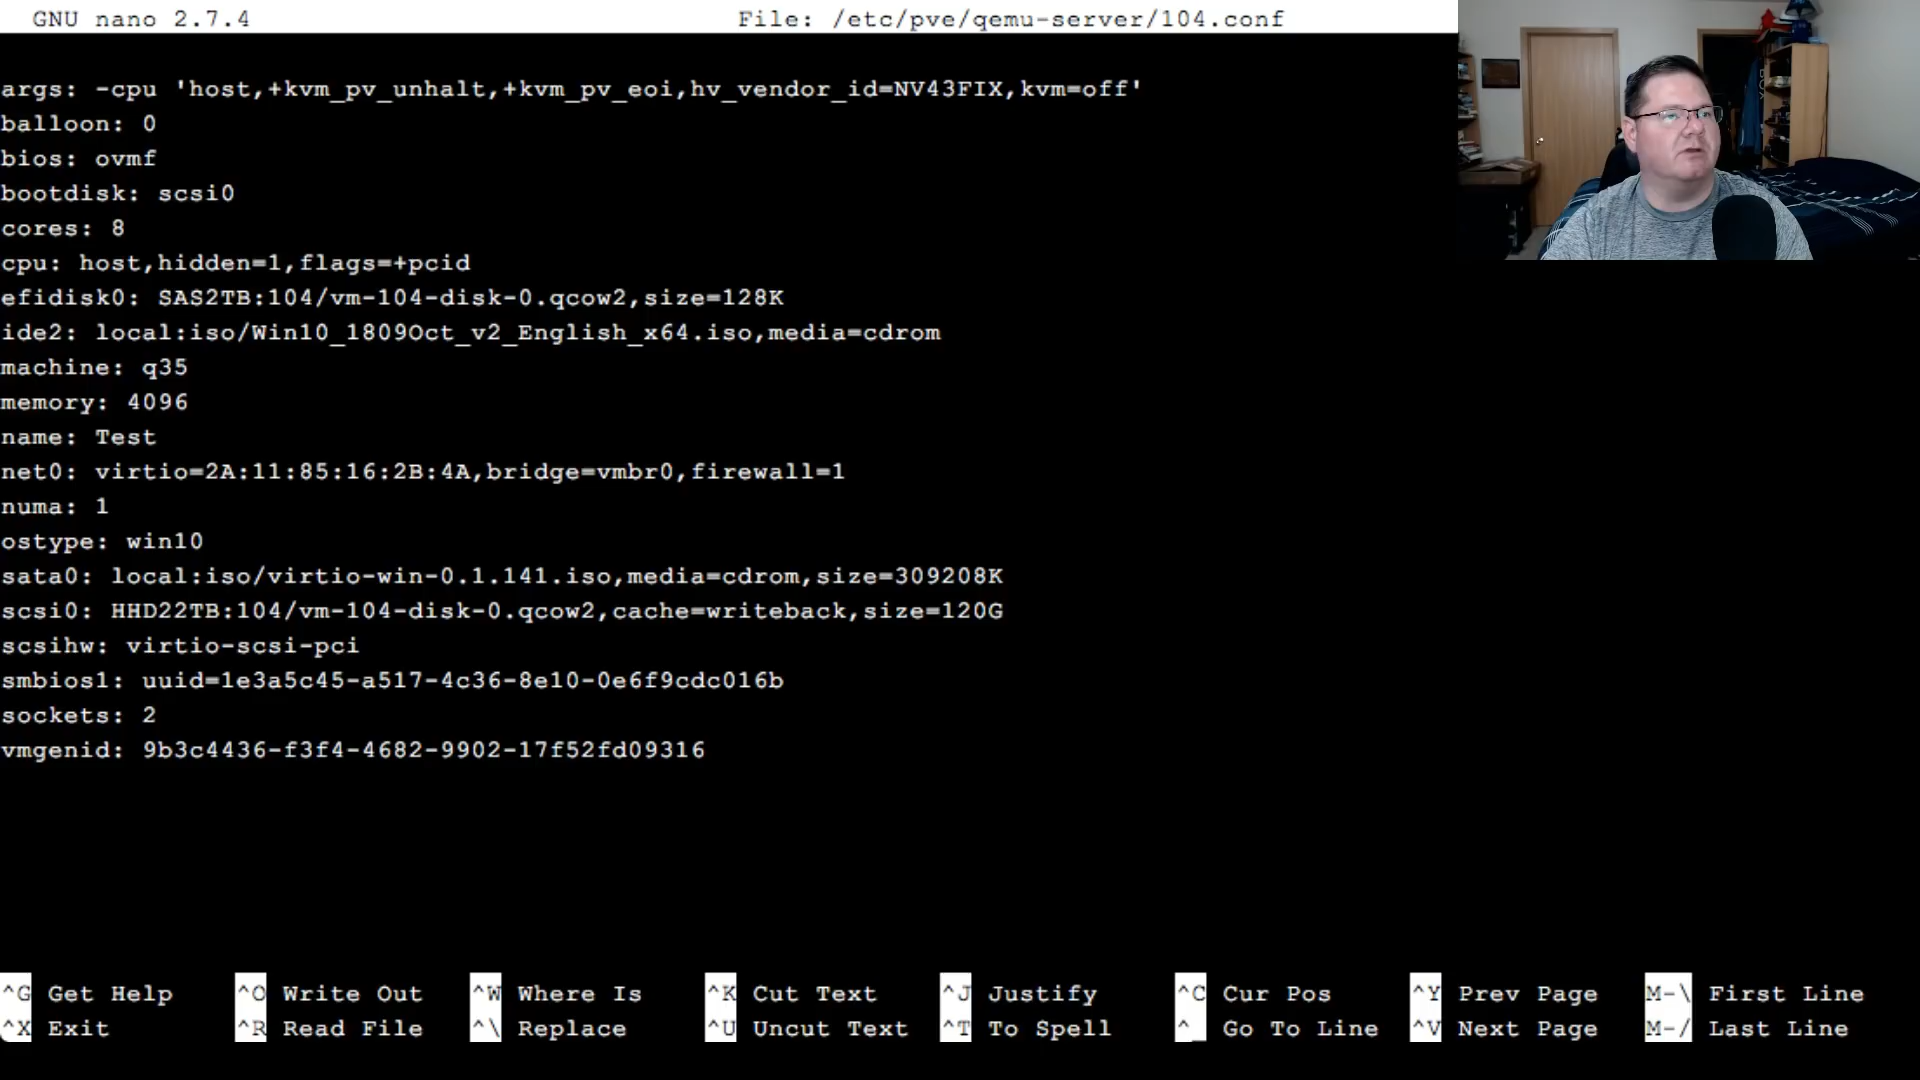 GNU nano 2.7.4 File: /etc/pve/qemu-server/104.conf
args: -cpu 'host,+kvm_pv_unhalt,+kvm_pv_eoi,hv_vendor_id=NV43FIX,kvm=off'
balloon: 0
bios: ovmf
bootdisk: scsi0
cores: 8
cpu: host,hidden=1,flags=+pcid
efidisk0: SAS2TB:104/vm-104-disk-0.qcow2,size=128K
ide2: local:iso/Win10_1809Oct_v2_English_x64.iso,media=cdrom
machine: q35
memory: 4096
name: Test
net0: virtio=2A:11:85:16:2B:4A,bridge=vmbr0,firewall=1
numa: 1
ostype: win10
sata0: local:iso/virtio-win-0.1.141.iso,media=cdrom,size=309208K
scsi0: HHD22TB:104/vm-104-disk-0.qcow2,cache=writeback,size=120G
scsihw: virtio-scsi-pci
smbios1: uuid=1e3a5c45-a517-4c36-8e10-0e6f9cdc016b
sockets: 2
vmgenid: 9b3c4436-f3f4-4682-9902-17f52fd09316
^G Get Help ^O Write Out ^W Where Is ^K Cut Text ^J Justify ^C Cur Pos ^Y Prev Page M-\ First Line
^X Exit ^R Read File ^\ Replace ^U Uncut Text ^T To Spell ^_ Go To Line ^V Next Page M-/ Last Line